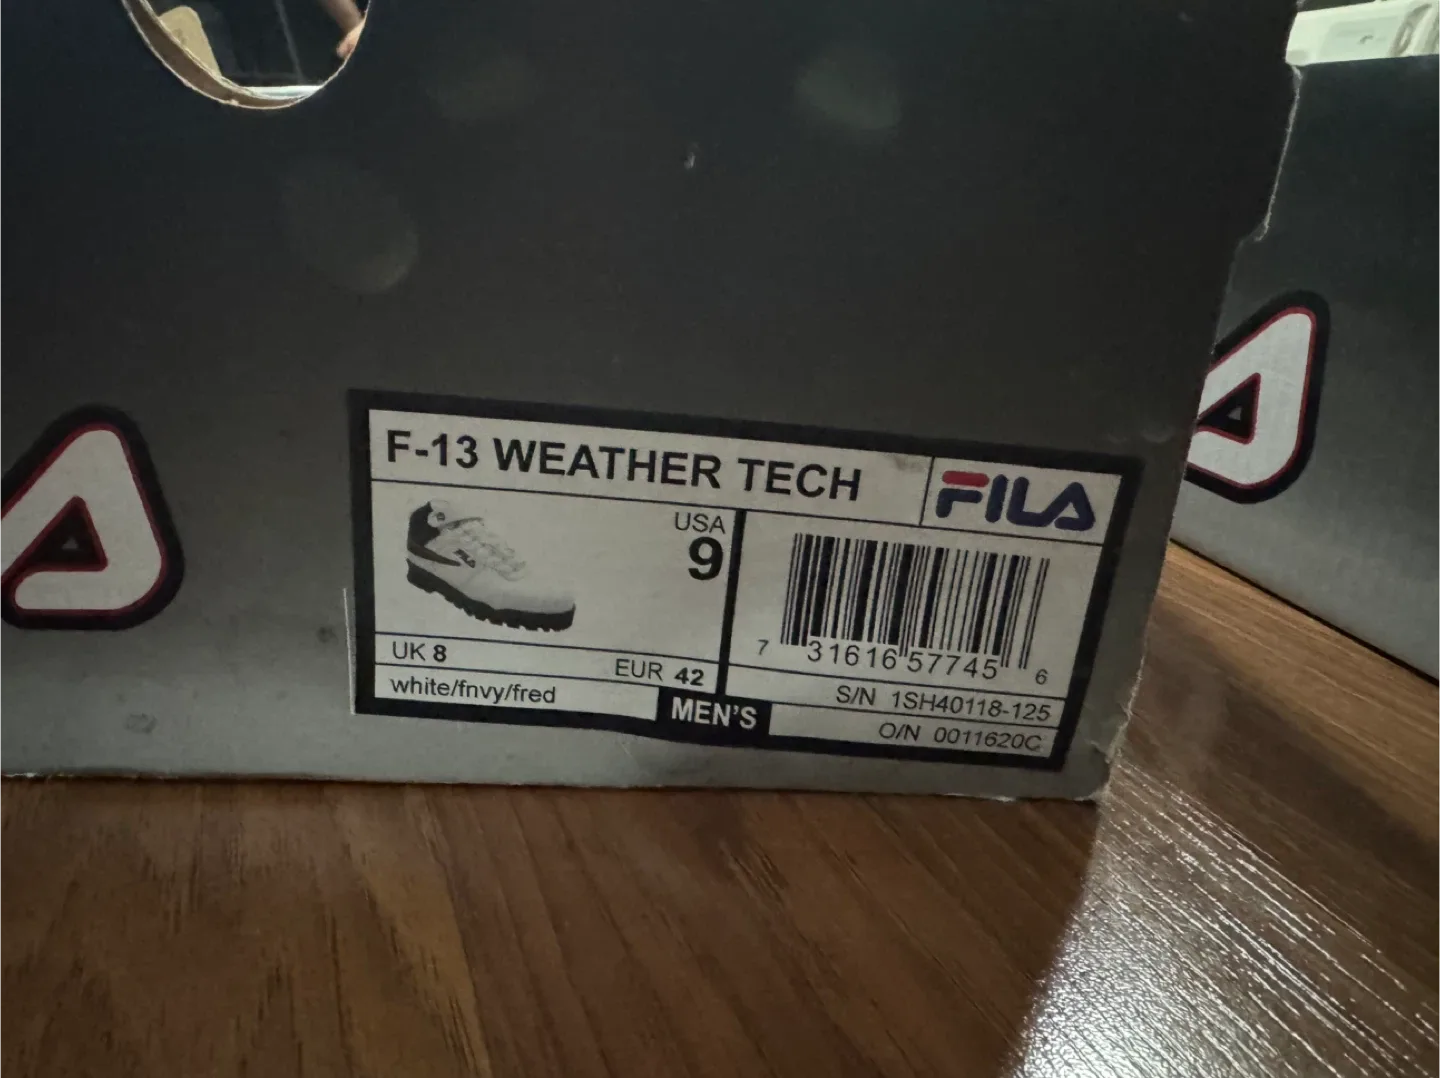 F-13 WEATHER TECH
FILA
USA
9
UK 8
EUR 42
white/fnvy/fred
MEN'S
7 31616 57745 6
S/N 1SH40118-125
O/N 0011620C
A
A